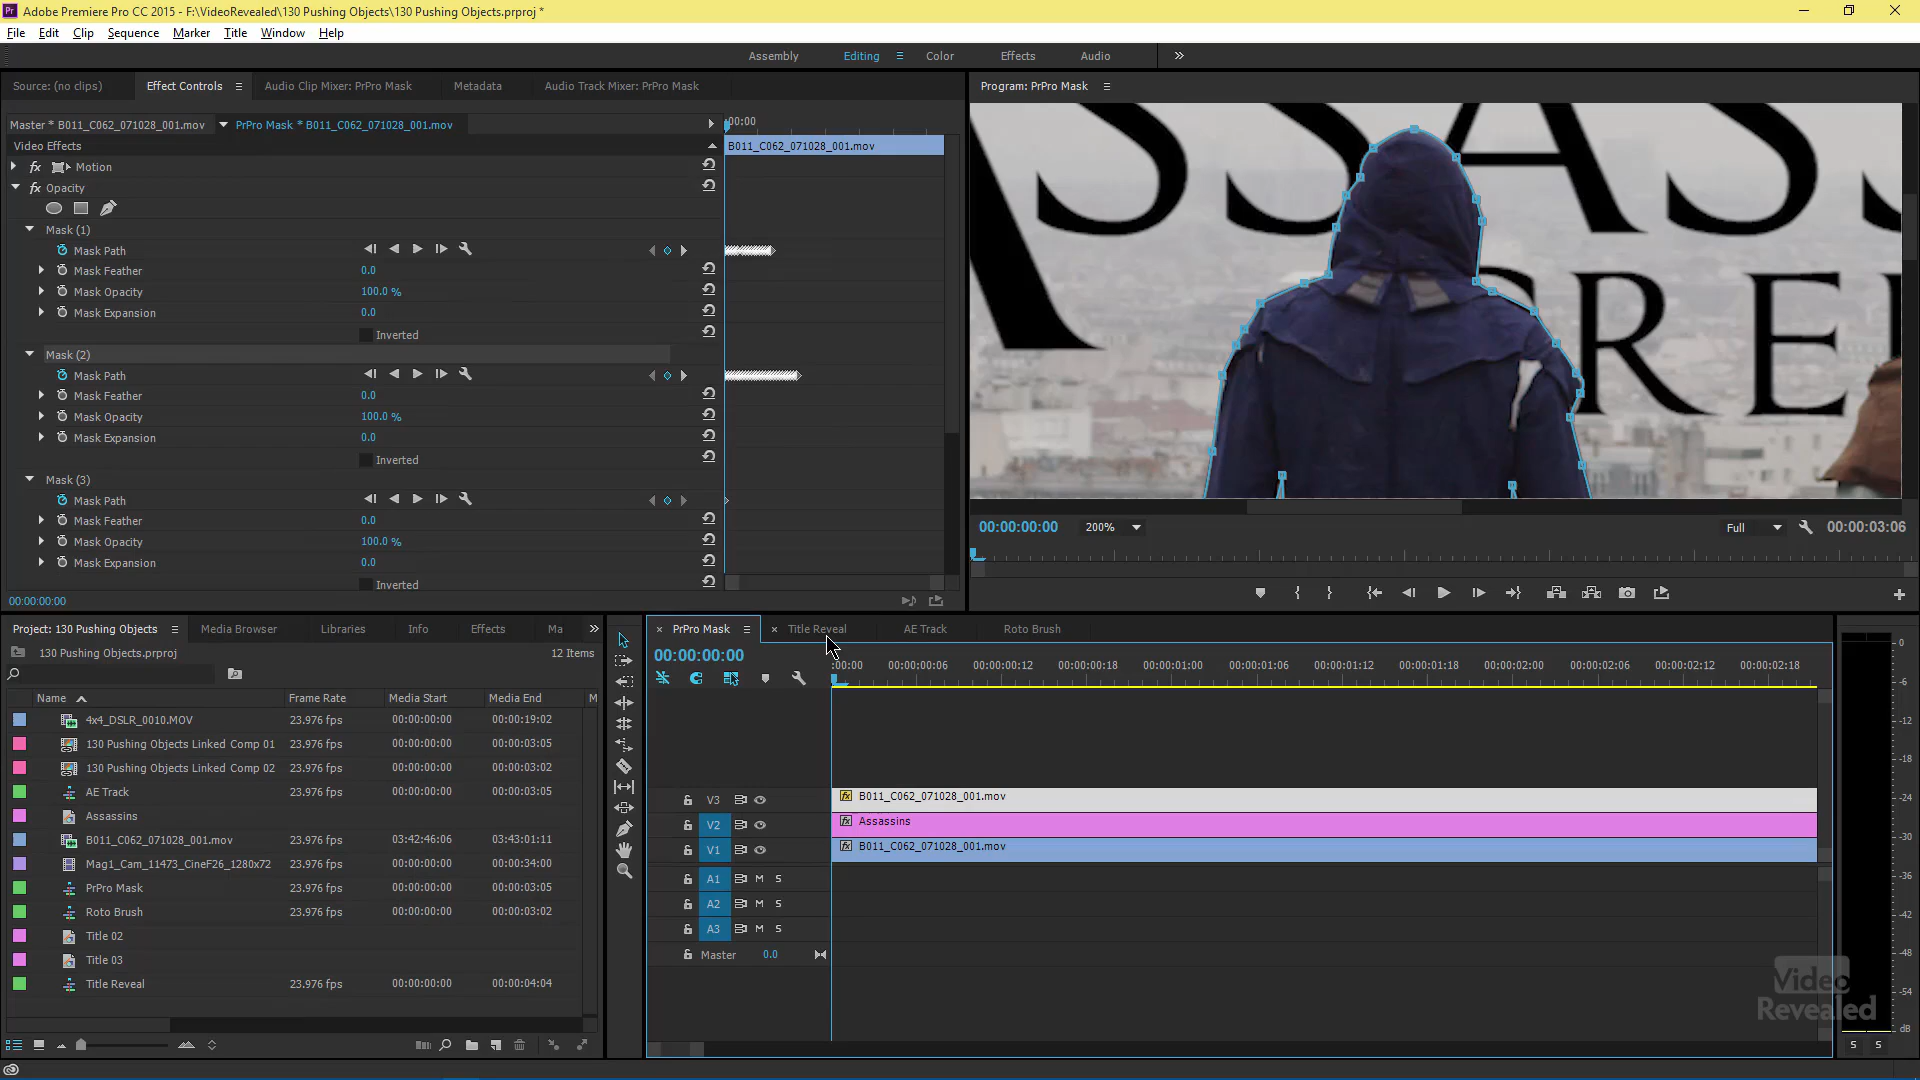 Adobe Premiere Pro CC 2015 - F:\VideoRevealed\130 Pushing Objects\130 Pushing Objects.prproj *
File Edit Clip Sequence Marker Title Window Help
Assembly Editing Color Effects Audio
Source: (no clips) Effect Controls Audio Clip Mixer: PrPro Mask Metadata Audio Track Mixer: PrPro Mask
Master * B011_C062_071028_001.mov PrPro Mask * B011_C062_071028_001.mov
:00:00
Video Effects
B011_C062_071028_001.mov
fx Motion
fx Opacity
Mask (1)
Mask Path
Mask Feather 0.0
Mask Opacity 100.0 %
Mask Expansion 0.0
Inverted
Mask (2)
Mask Path
Mask Feather 0.0
Mask Opacity 100.0 %
Mask Expansion 0.0
Inverted
Mask (3)
Mask Path
Mask Feather 0.0
Mask Opacity 100.0 %
Mask Expansion 0.0
Inverted
00:00:00:00
Program: PrPro Mask
ASSAS
RE
00:00:00:00 200% Full 00:00:03:06
Project: 130 Pushing Objects Media Browser Libraries Info Effects Ma
130 Pushing Objects.prproj 12 Items
Name Frame Rate Media Start Media End M
4x4_DSLR_0010.MOV 23.976 fps 00:00:00:00 00:00:19:02
130 Pushing Objects Linked Comp 01 23.976 fps 00:00:00:00 00:00:03:05
130 Pushing Objects Linked Comp 02 23.976 fps 00:00:00:00 00:00:03:02
AE Track 23.976 fps 00:00:00:00 00:00:03:05
Assassins
B011_C062_071028_001.mov 23.976 fps 03:42:46:06 03:43:01:11
Mag1_Cam_11473_CineF26_1280x72 23.976 fps 00:00:00:00 00:00:34:00
PrPro Mask 23.976 fps 00:00:00:00 00:00:03:05
Roto Brush 23.976 fps 00:00:00:00 00:00:03:02
Title 02
Title 03
Title Reveal 23.976 fps 00:00:00:00 00:00:04:04
PrPro Mask Title Reveal AE Track Roto Brush
00:00:00:00
:00:00 00:00:00:06 00:00:00:12 00:00:00:18 00:00:01:00 00:00:01:06 00:00:01:12 00:00:01:18 00:00:02:00 00:00:02:06 00:00:02:12 00:00:02:18
V3 fx B011_C062_071028_001.mov
V2 fx Assassins
V1 fx B011_C062_071028_001.mov
A1 M S
A2 M S
A3 M S
Master 0.0
0
-6
-12
-18
-24
-30
-36
-42
-48
-54
dB
S S
Video
Revealed